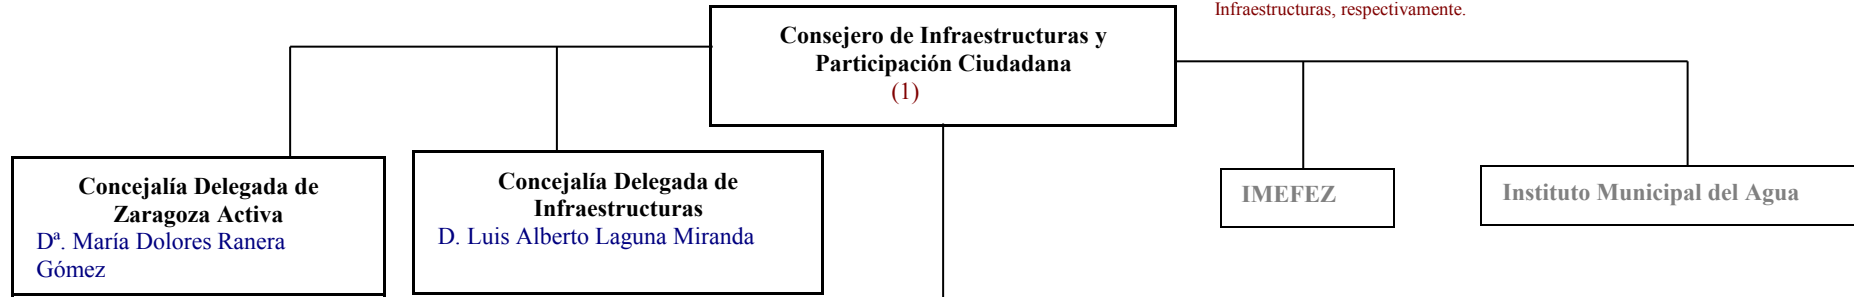 Infraestructuras, respectivamente.
Consejero de Infraestructuras y
Participación Ciudadana
(1)
Concejalía Delegada de
Zaragoza Activa
Dª. María Dolores Ranera
Gómez
Concejalía Delegada de
Infraestructuras
D. Luis Alberto Laguna Miranda
IMEFEZ
Instituto Municipal del Agua